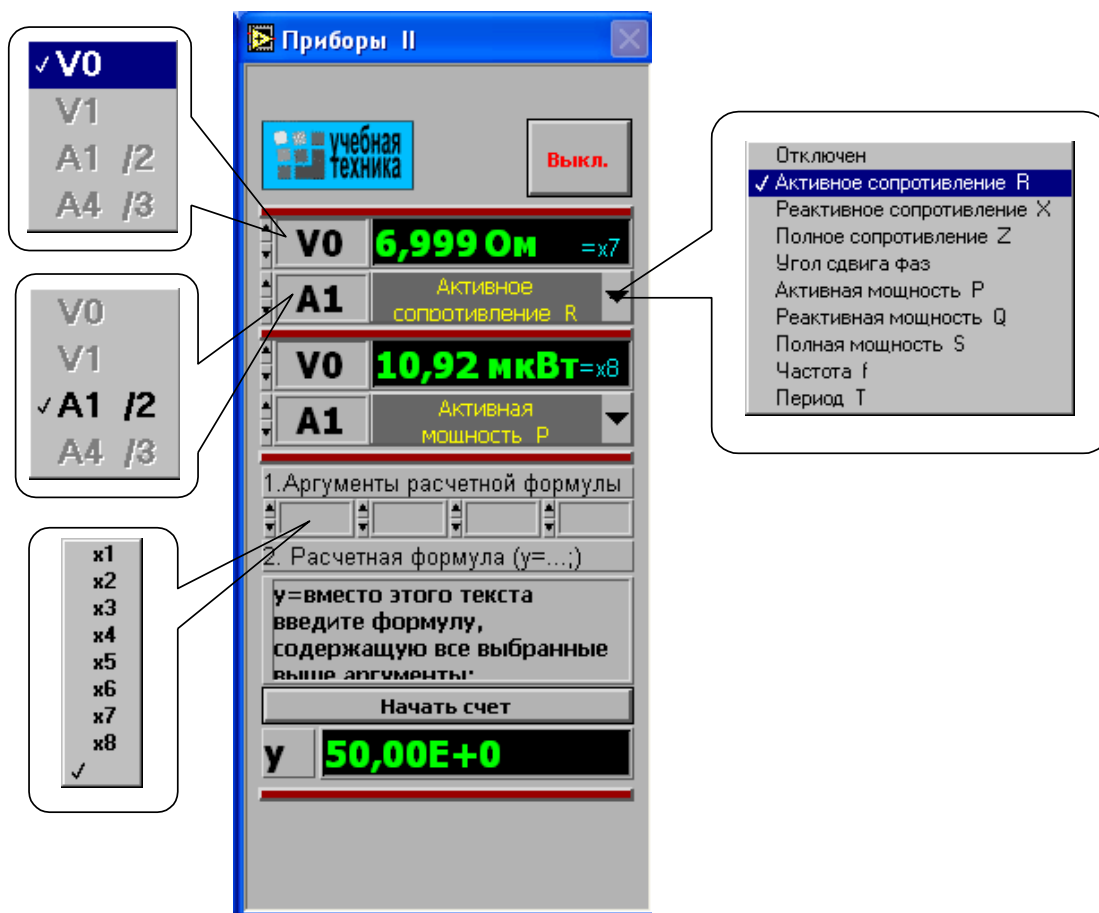 Приборы II
учебная
техника
Выкл.
V0
6,999 Ом
=x7
A1
Активное
сопротивление R
V0
10,92 мкВт
=x8
A1
Активная
мощность P
1.Аргументы расчетной формулы
2. Расчетная формула (y=...;)
y=вместо этого текста
введите формулу,
содержащую все выбранные
выше аргументы;
Начать счет
y
50,00E+0
✓ V0
V1
A1 /2
A4 /3
V0
V1
✓ A1 /2
A4 /3
x1
x2
x3
x4
x5
x6
x7
x8
✓
Отключен
✓ Активное сопротивление R
Реактивное сопротивление X
Полное сопротивление Z
Угол сдвига фаз
Активная мощность P
Реактивная мощность Q
Полная мощность S
Частота f
Период T